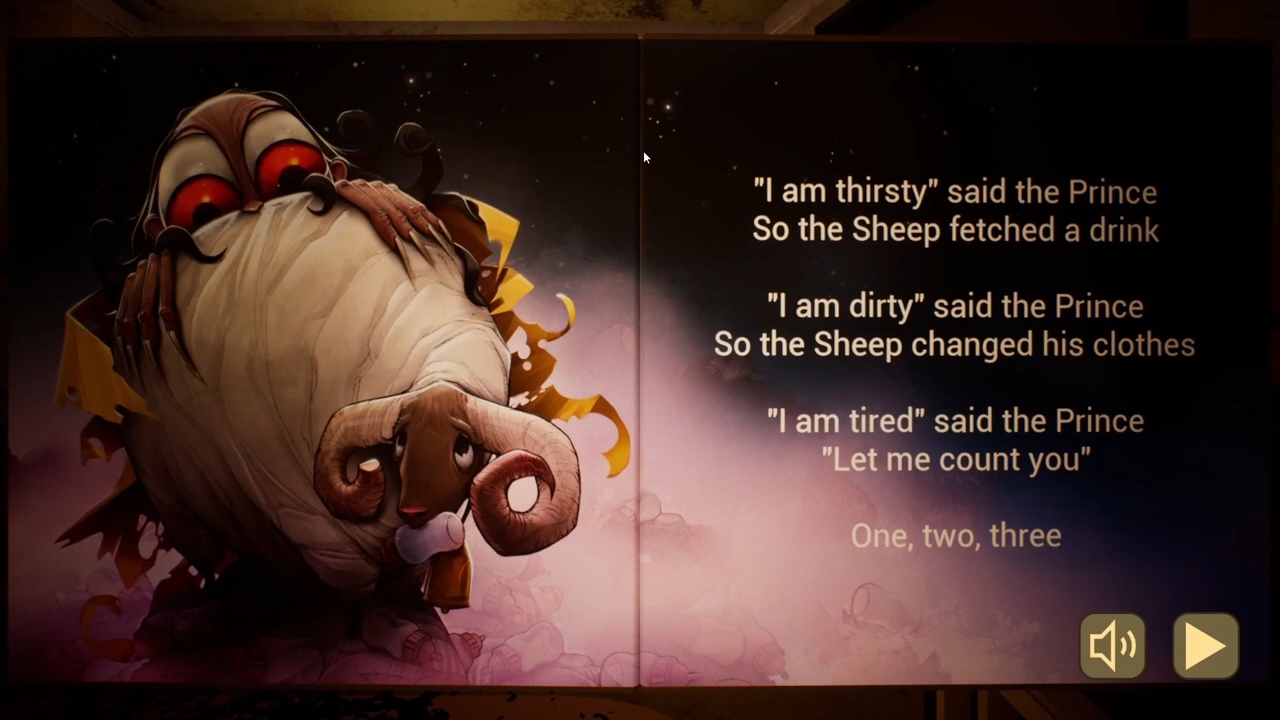 "I am thirsty" said the Prince
So the Sheep fetched a drink
"I am dirty" said the Prince
So the Sheep changed his clothes
"I am tired" said the Prince
"Let me count you"
One, two, three